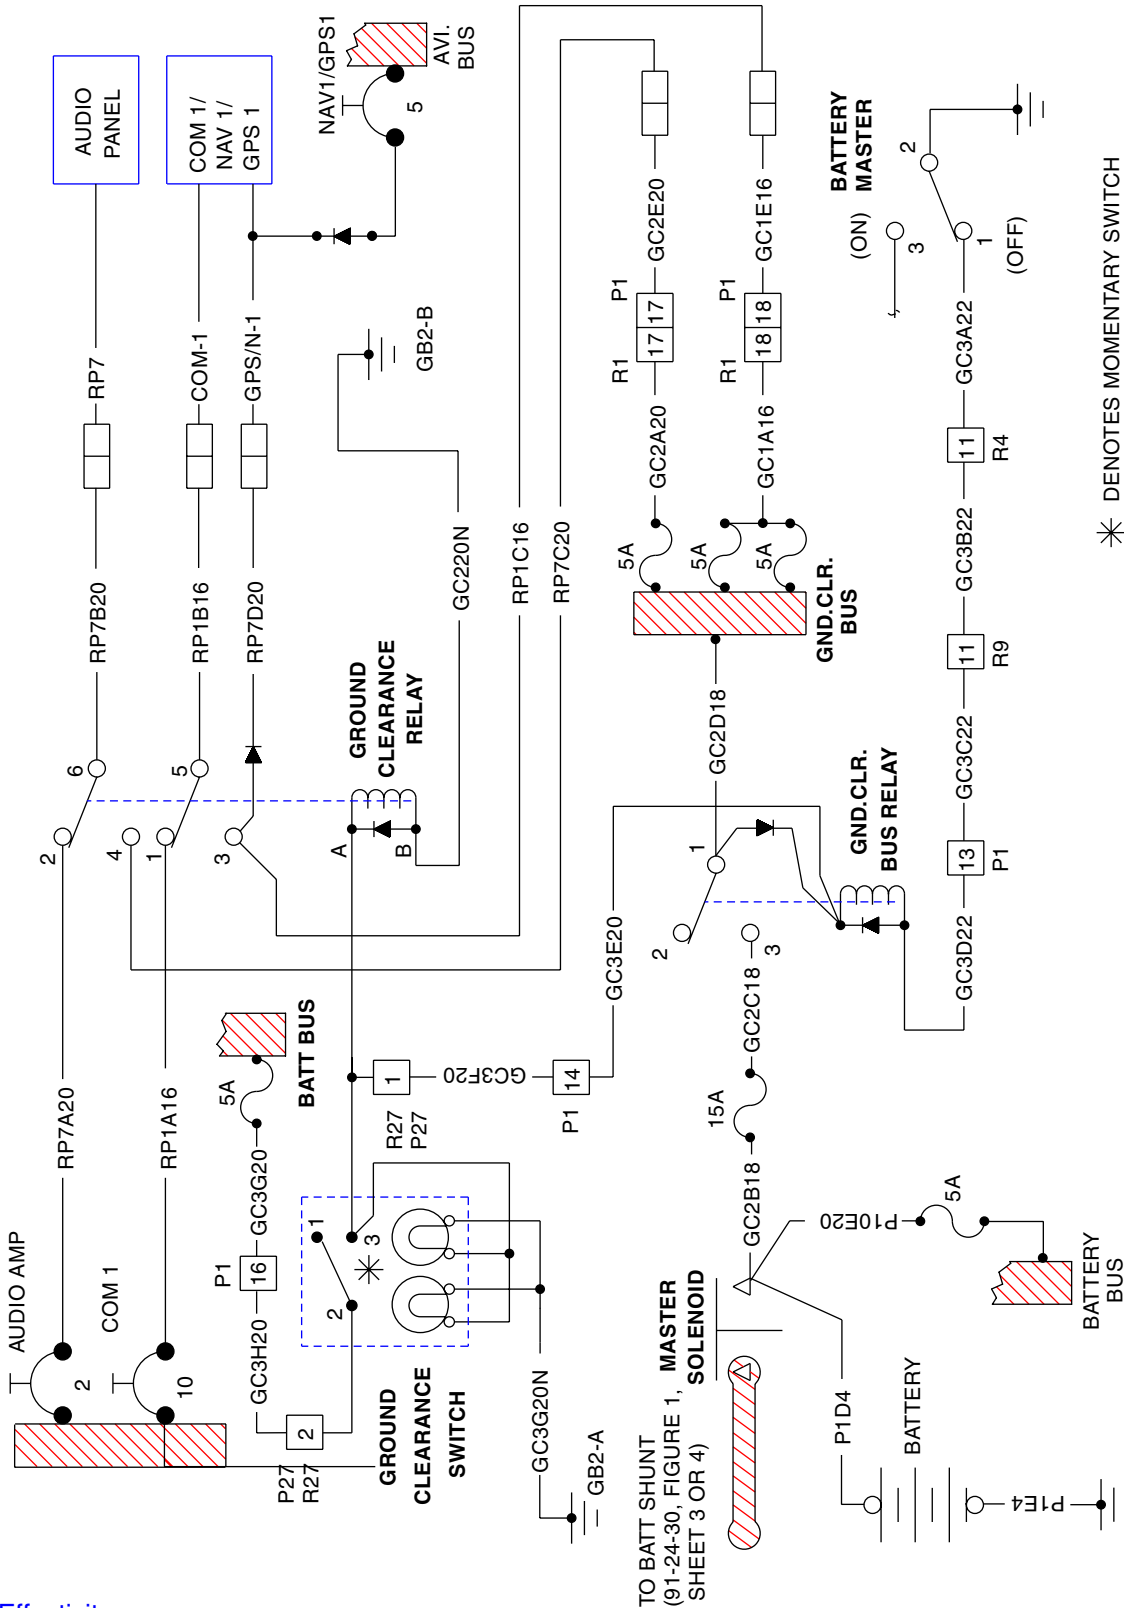 AUDIO AMP
2
RP7A20
2
6
RP7B20
RP7
AUDIO
PANEL
COM 1
10
RP1A16
4
1
5
RP1B16
COM-1
COM 1/
NAV 1/
GPS 1
3
RP7D20
GPS/N-1
NAV1/GPS1
5
AVI.
BUS
GC3H20
P1
16
GC3G20
5A
BATT BUS
P27
R27
2
GROUND
CLEARANCE
SWITCH
2
1
3
R27
P27
1
GC3F20
P1
14
GC3E20
A
B
GROUND
CLEARANCE
RELAY
GC220N
GB2-B
GC3G20N
GB2-A
RP1C16
RP7C20
TO BATT SHUNT
(91-24-30, FIGURE 1,
SHEET 3 OR 4)
MASTER
SOLENOID
GC2B18
15A
GC2C18
2
3
1
GC2D18
GND.CLR.
BUS
5A
5A
5A
GC2A20
R1
P1
17
17
GC2E20
GC1A16
R1
P1
18
18
GC1E16
GND.CLR.
BUS RELAY
P1D4
BATTERY
P1E4
P10E20
5A
BATTERY
BUS
GC3D22
13
P1
GC3C22
11
R9
GC3B22
11
R4
GC3A22
1
(OFF)
(ON)
3
2
BATTERY
MASTER
DENOTES MOMENTARY SWITCH